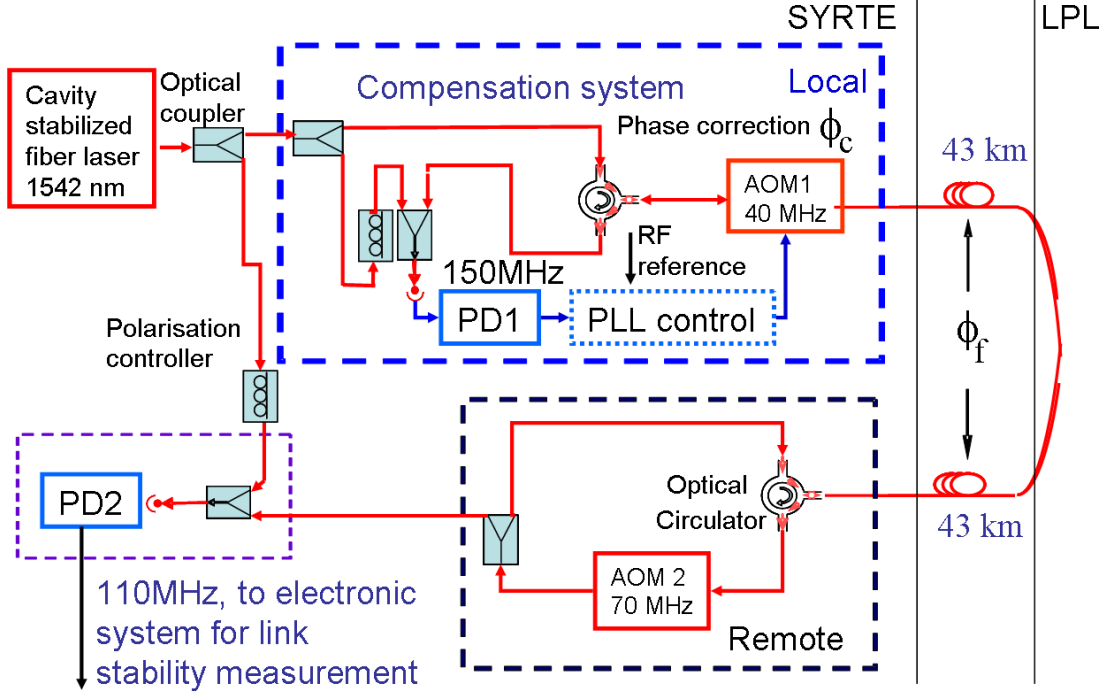 SYRTE
LPL
Cavity
stabilized
fiber laser
1542 nm
Optical
coupler
Compensation system
Local
Phase correction ϕc
AOM1
40 MHz
43 km
RF
reference
150MHz
PD1
PLL control
ϕf
Polarisation
controller
PD2
Optical
Circulator
43 km
AOM 2
70 MHz
Remote
110MHz, to electronic
system for link
stability measurement